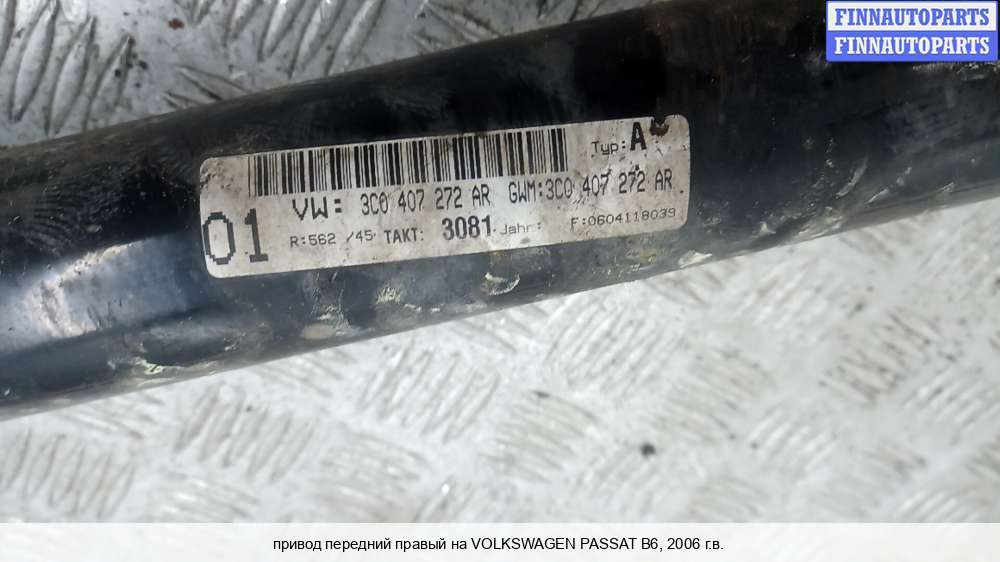 FINNAUTOPARTS
FINNAUTOPARTS
Typ: A
VW: 3C0 407 272 AR GWM:3C0 407 272 AR
01 R:562 /45 TAKT: 3081 Jahr: F:0604118039
привод передний правый на VOLKSWAGEN PASSAT B6, 2006 г.в.